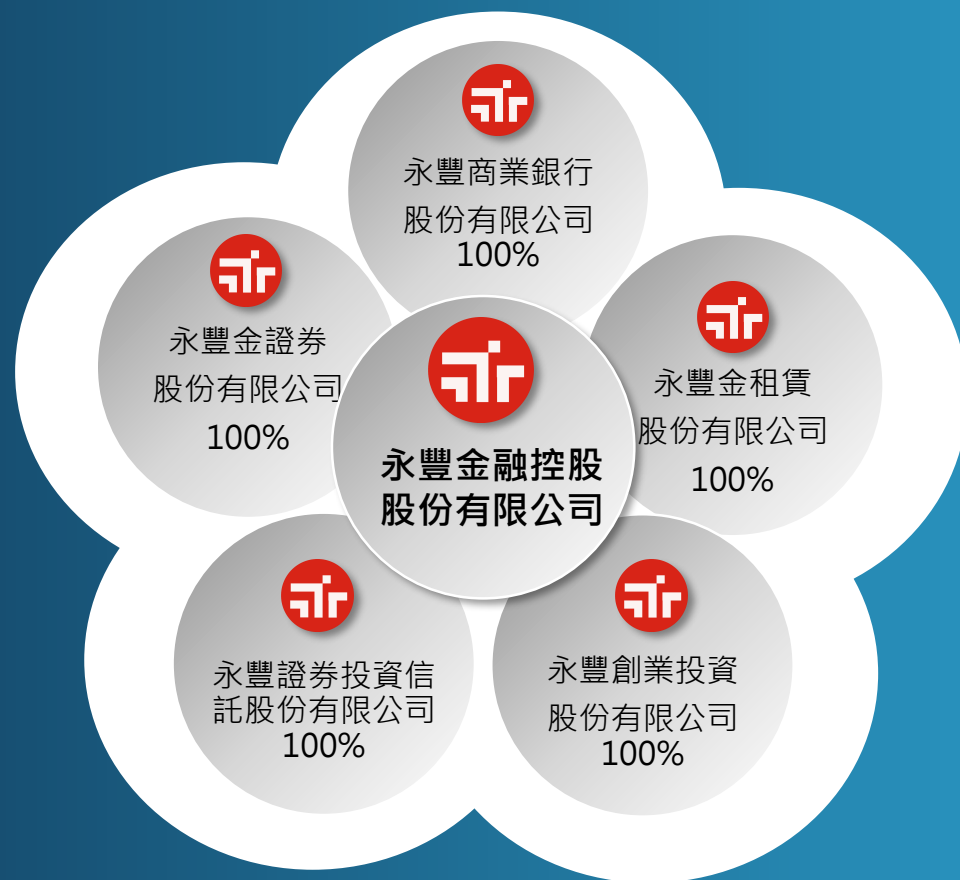 永豐商業銀行
股份有限公司
100%
永豐金證券
股份有限公司
100%
永豐金租賃
股份有限公司
100%
永豐金融控股
股份有限公司
永豐證券投資信
託股份有限公司
100%
永豐創業投資
股份有限公司
100%